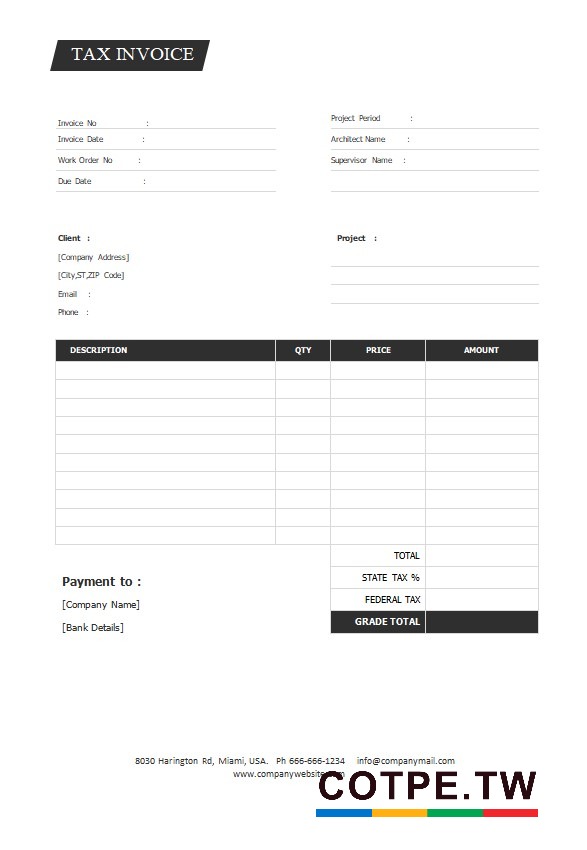 TAX INVOICE
Invoice No :
Invoice Date :
Work Order No :
Due Date :
Project Period :
Architect Name :
Supervisor Name :
Client :
[Company Address]
[City,ST,ZIP Code]
Email :
Phone :
Project :
DESCRIPTION QTY PRICE AMOUNT
TOTAL
STATE TAX %
FEDERAL TAX
GRADE TOTAL
Payment to :
[Company Name]
[Bank Details]
8030 Harington Rd, Miami, USA. Ph 666-666-1234 info@companymail.com
www.companywebsite.com
COTPE.TW